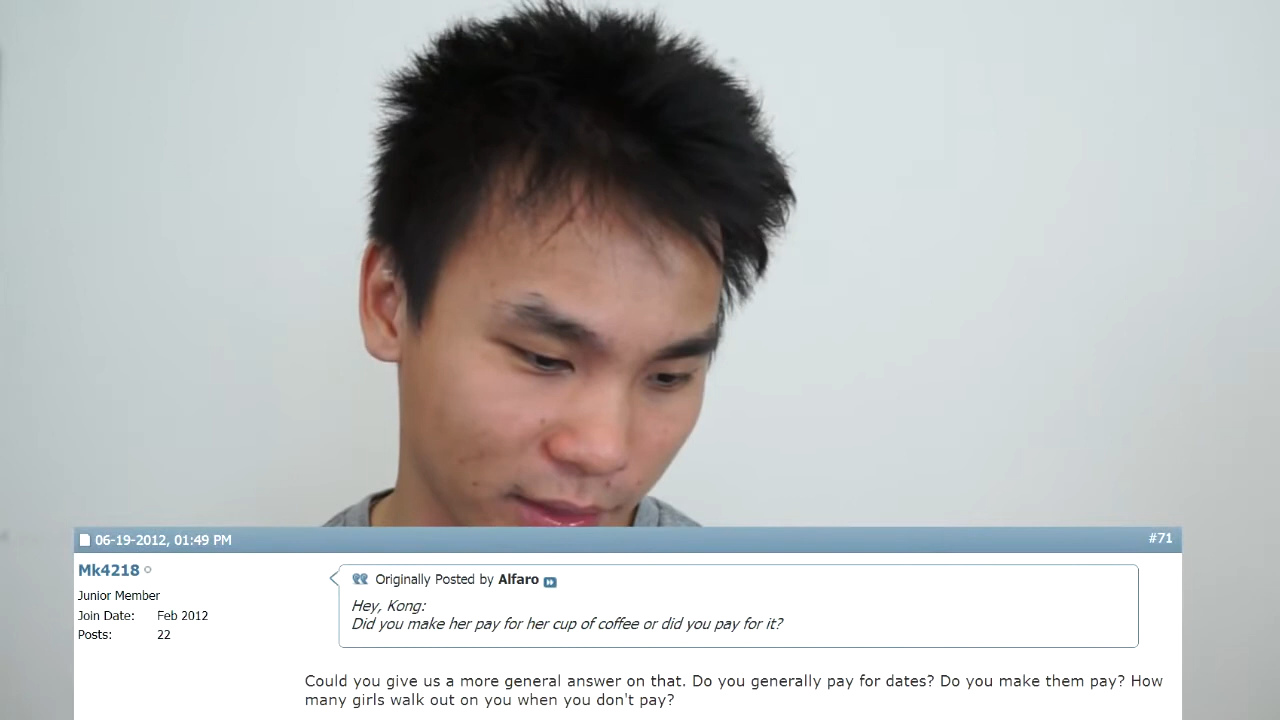 06-19-2012, 01:49 PM
#71
Mk4218
Junior Member
Join Date: Feb 2012
Posts: 22
Originally Posted by Alfaro
Hey, Kong:
Did you make her pay for her cup of coffee or did you pay for it?
Could you give us a more general answer on that. Do you generally pay for dates? Do you make them pay? How
many girls walk out on you when you don't pay?